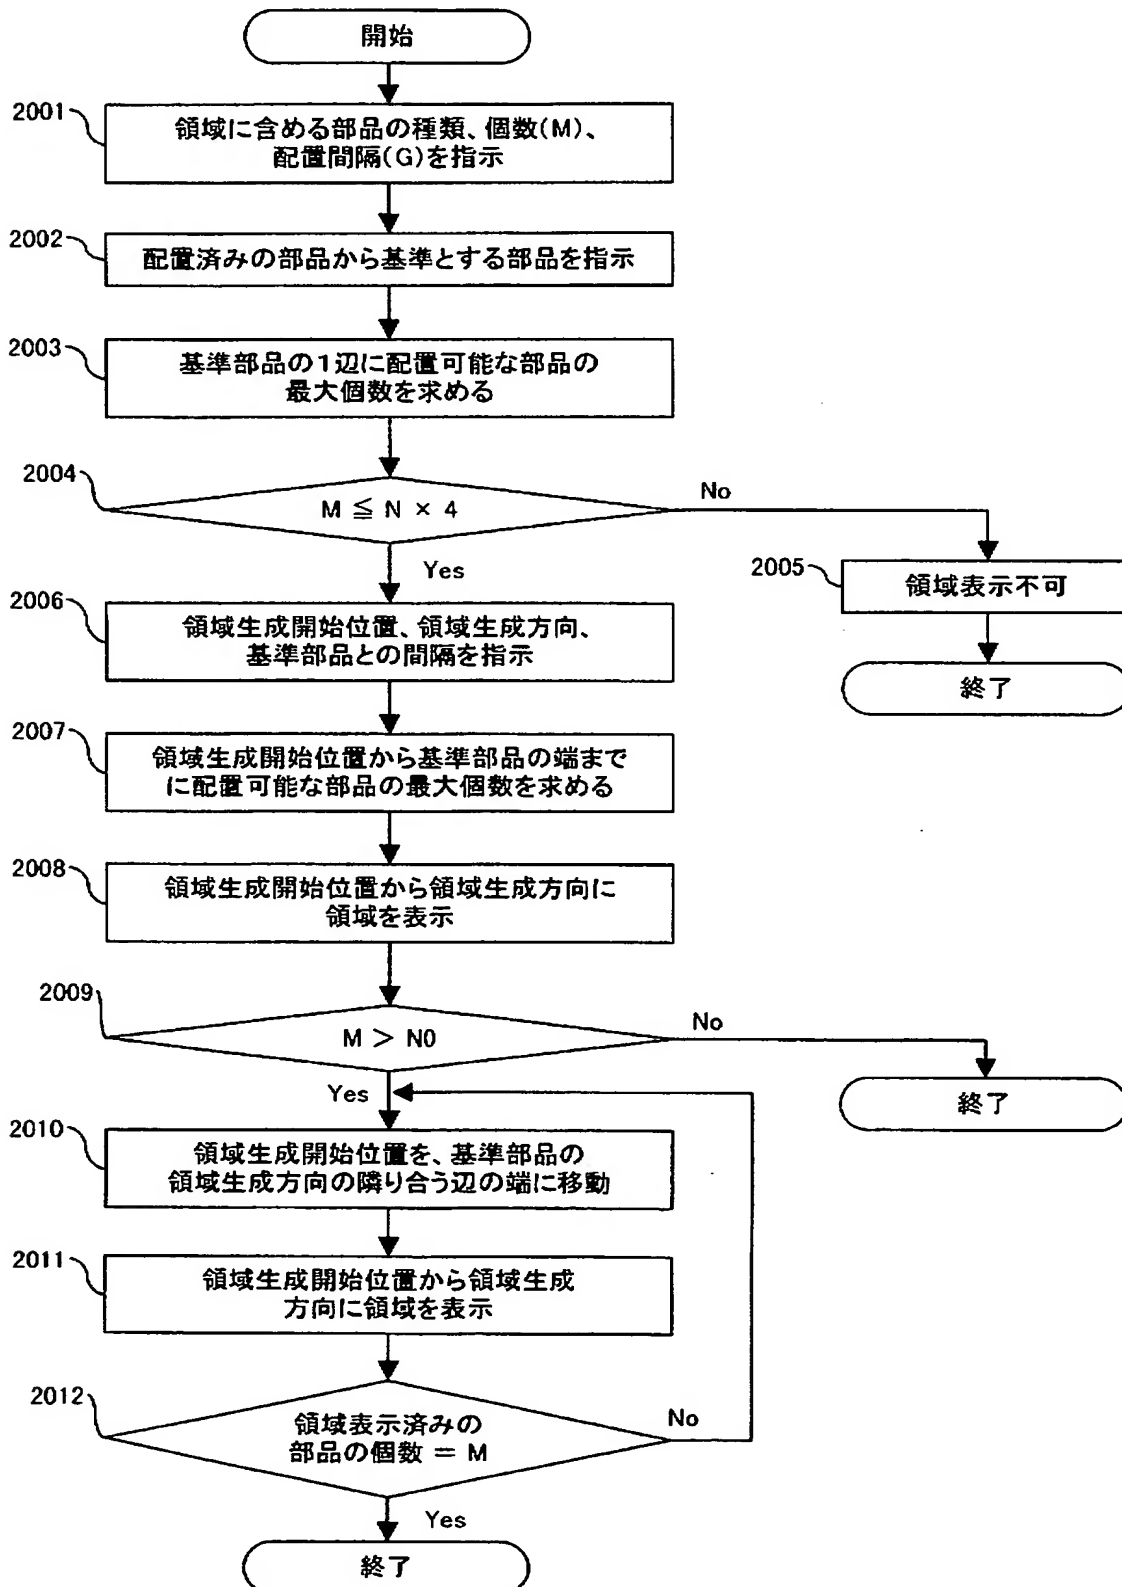 開始
2001
領域に含める部品の種類、個数(M)、
配置間隔(G)を指示
2002
配置済みの部品から基準とする部品を指示
2003
基準部品の1辺に配置可能な部品の
最大個数を求める
2004
M ≦ N × 4
No
Yes
2005
領域表示不可
終了
2006
領域生成開始位置、領域生成方向、
基準部品との間隔を指示
2007
領域生成開始位置から基準部品の端まで
に配置可能な部品の最大個数を求める
2008
領域生成開始位置から領域生成方向に
領域を表示
2009
M > N0
No
Yes
終了
2010
領域生成開始位置を、基準部品の
領域生成方向の隣り合う辺の端に移動
2011
領域生成開始位置から領域生成
方向に領域を表示
2012
領域表示済みの
部品の個数 = M
No
Yes
終了